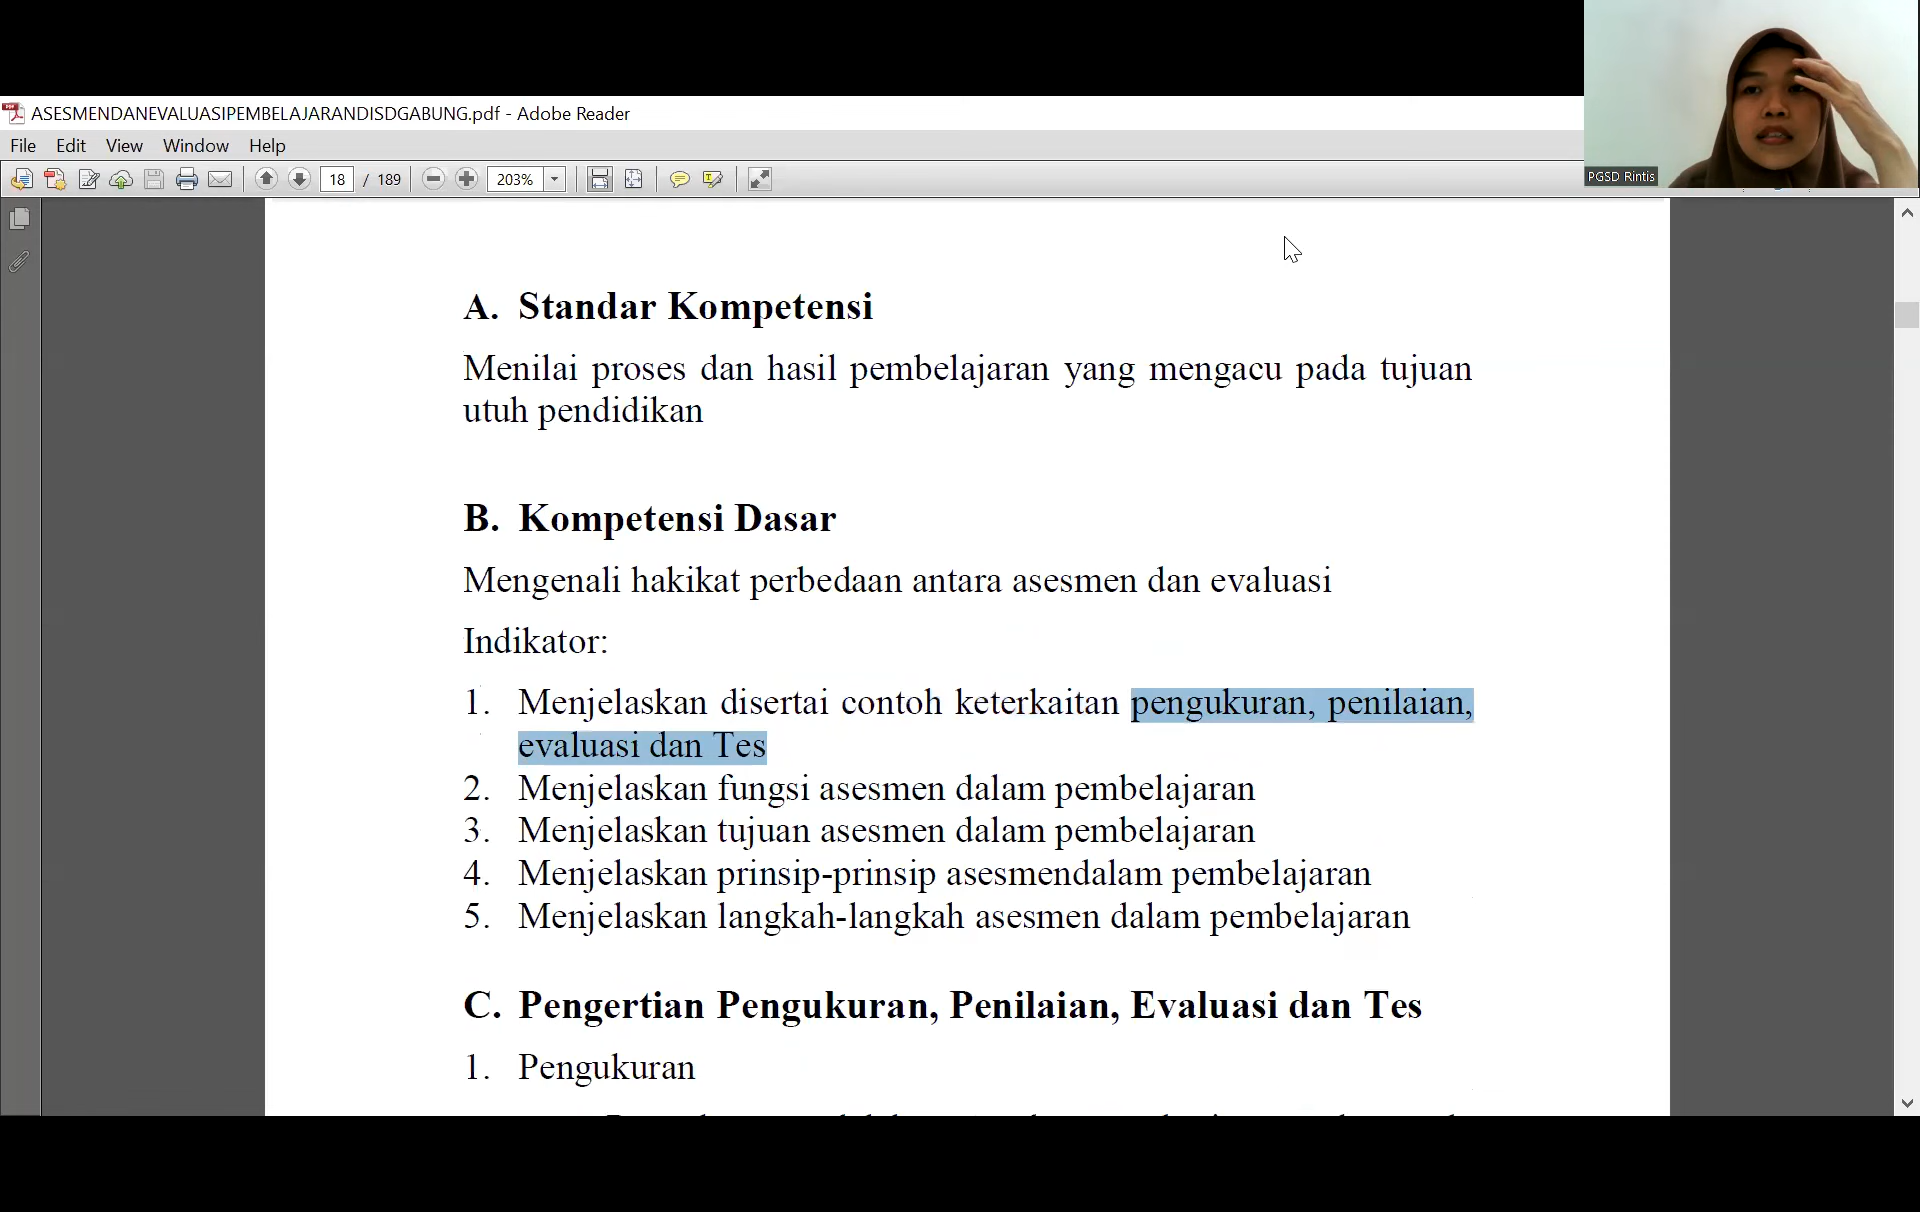 PGSD Rintis
ASESMENDANEVALUASIPEMBELAJARANDISDGABUNG.pdf - Adobe Reader
File Edit View Window Help
18 / 189 203%
A. Standar Kompetensi
Menilai proses dan hasil pembelajaran yang mengacu pada tujuan
utuh pendidikan
B. Kompetensi Dasar
Mengenali hakikat perbedaan antara asesmen dan evaluasi
Indikator:
1. Menjelaskan disertai contoh keterkaitan pengukuran, penilaian,
evaluasi dan Tes
2. Menjelaskan fungsi asesmen dalam pembelajaran
3. Menjelaskan tujuan asesmen dalam pembelajaran
4. Menjelaskan prinsip-prinsip asesmendalam pembelajaran
5. Menjelaskan langkah-langkah asesmen dalam pembelajaran
C. Pengertian Pengukuran, Penilaian, Evaluasi dan Tes
1. Pengukuran